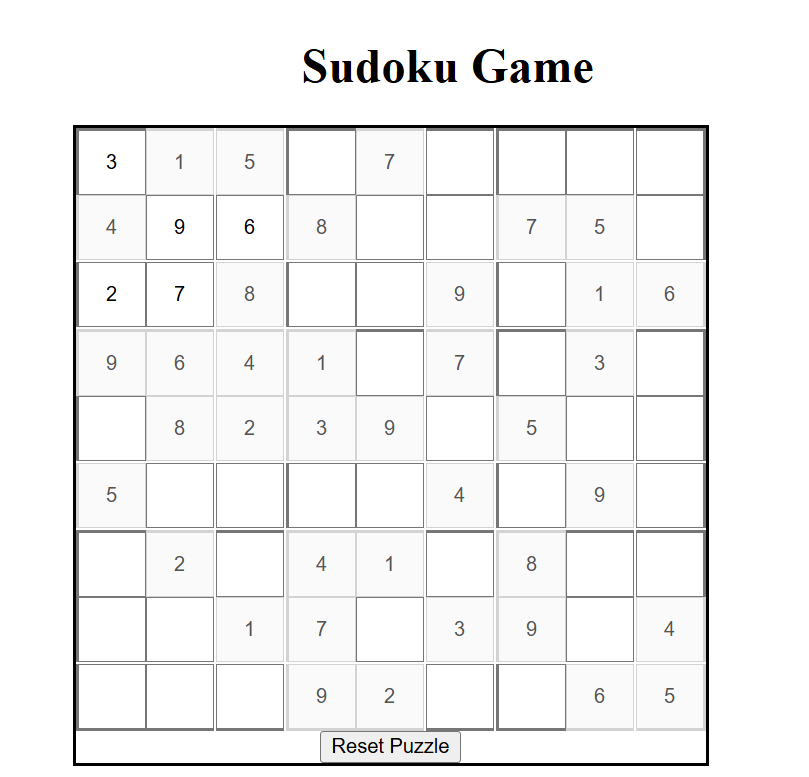 Sudoku Game
3 1 5 7
4 9 6 8 7 5
2 7 8 9 1 6
9 6 4 1 7 3
8 2 3 9 5
5 4 9
2 4 1 8
1 7 3 9 4
9 2 6 5
Reset Puzzle